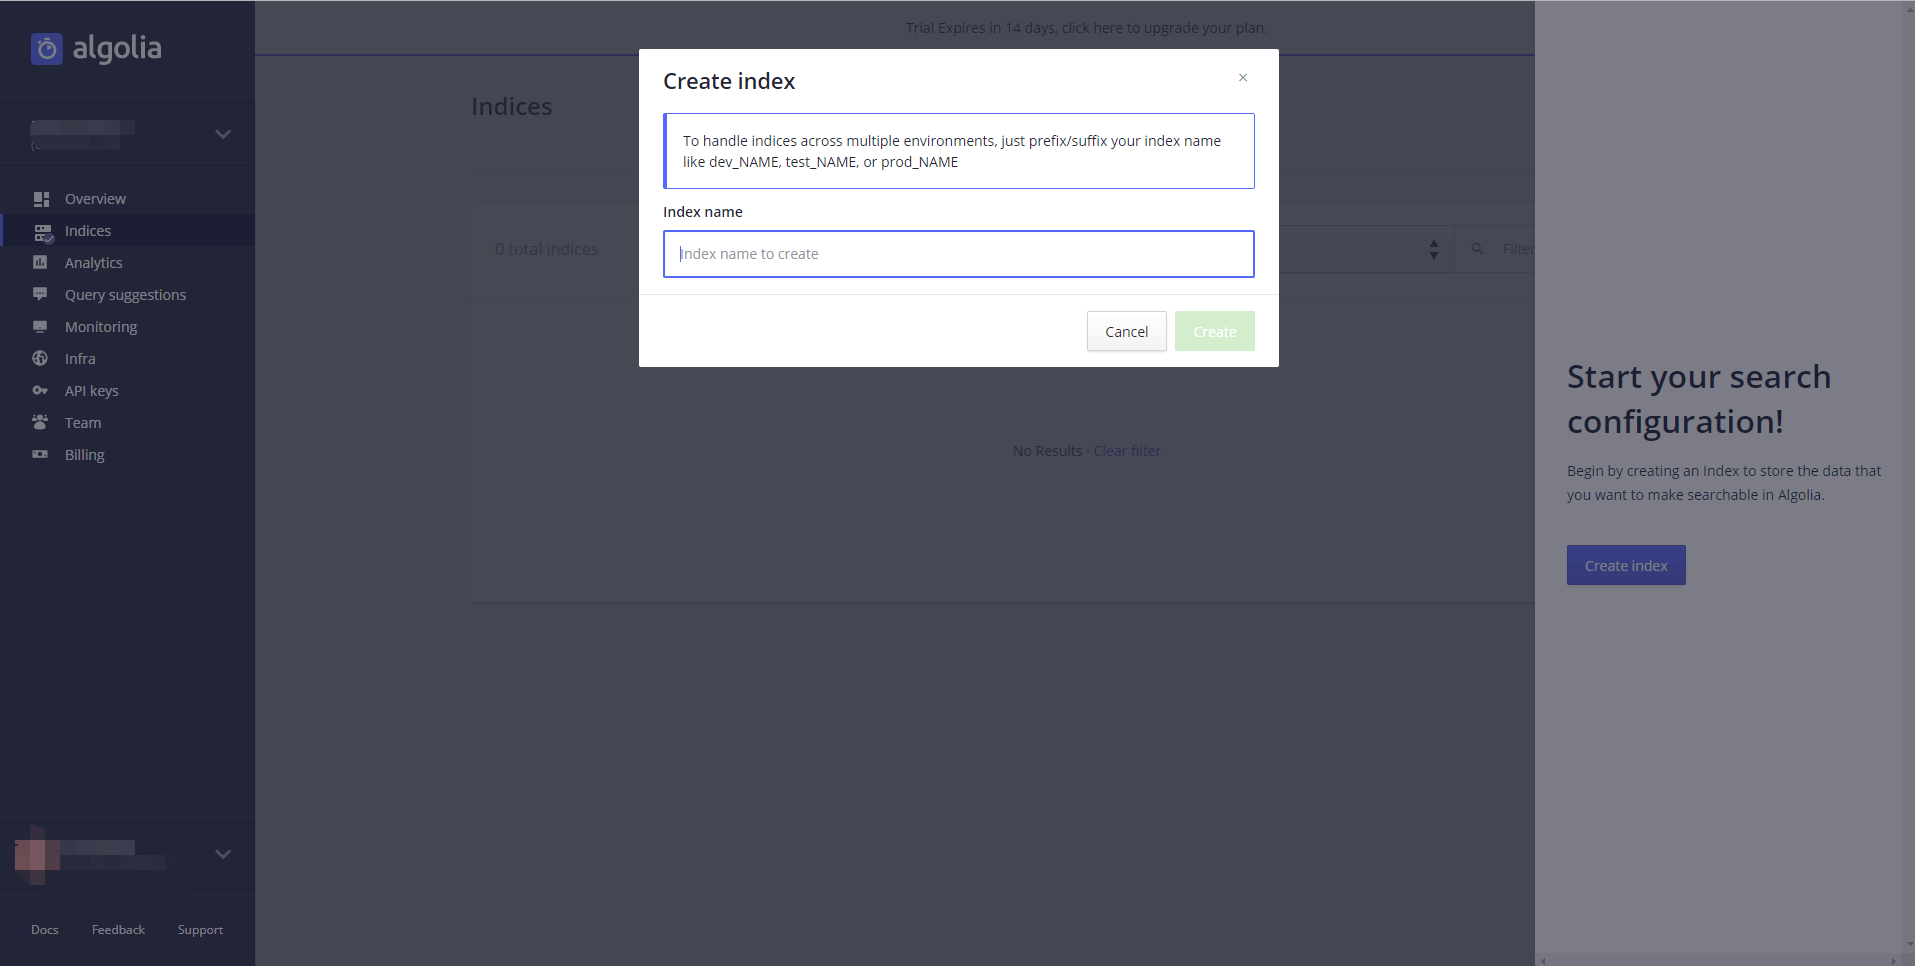 algolia
Overview
Indices
Analytics
Query suggestions
Monitoring
Infra
API keys
Team
Billing
Docs
Feedback
Support
Trial Expires in 14 days, click here to upgrade your plan.
Indices
0 total indices
Filter
No Results · Clear filter
Create index
×
To handle indices across multiple environments, just prefix/suffix your index name
like dev_NAME, test_NAME, or prod_NAME
Index name
Index name to create
Cancel
Create
Start your search
configuration!
Begin by creating an Index to store the data that
you want to make searchable in Algolia.
Create index